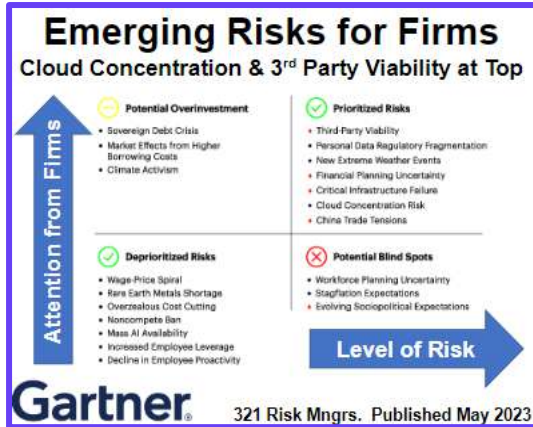 Emerging Risks for Firms
Cloud Concentration & 3rd Party Viability at Top
Attention from Firms
Potential Overinvestment
• Sovereign Debt Crisis
• Market Effects from Higher
Borrowing Costs
• Climate Activism
Prioritized Risks
• Third-Party Viability
• Personal Data Regulatory Fragmentation
• New Extreme Weather Events
• Financial Planning Uncertainty
• Critical Infrastructure Failure
• Cloud Concentration Risk
• China Trade Tensions
Deprioritized Risks
• Wage-Price Spiral
• Rare Earth Metals Shortage
• Overzealous Cost Cutting
• Noncompete Ban
• Mass AI Availability
• Increased Employee Leverage
• Decline in Employee Proactivity
Potential Blind Spots
• Workforce Planning Uncertainty
• Stagflation Expectations
• Evolving Sociopolitical Expectations
Level of Risk
Gartner®
321 Risk Mngrs. Published May 2023